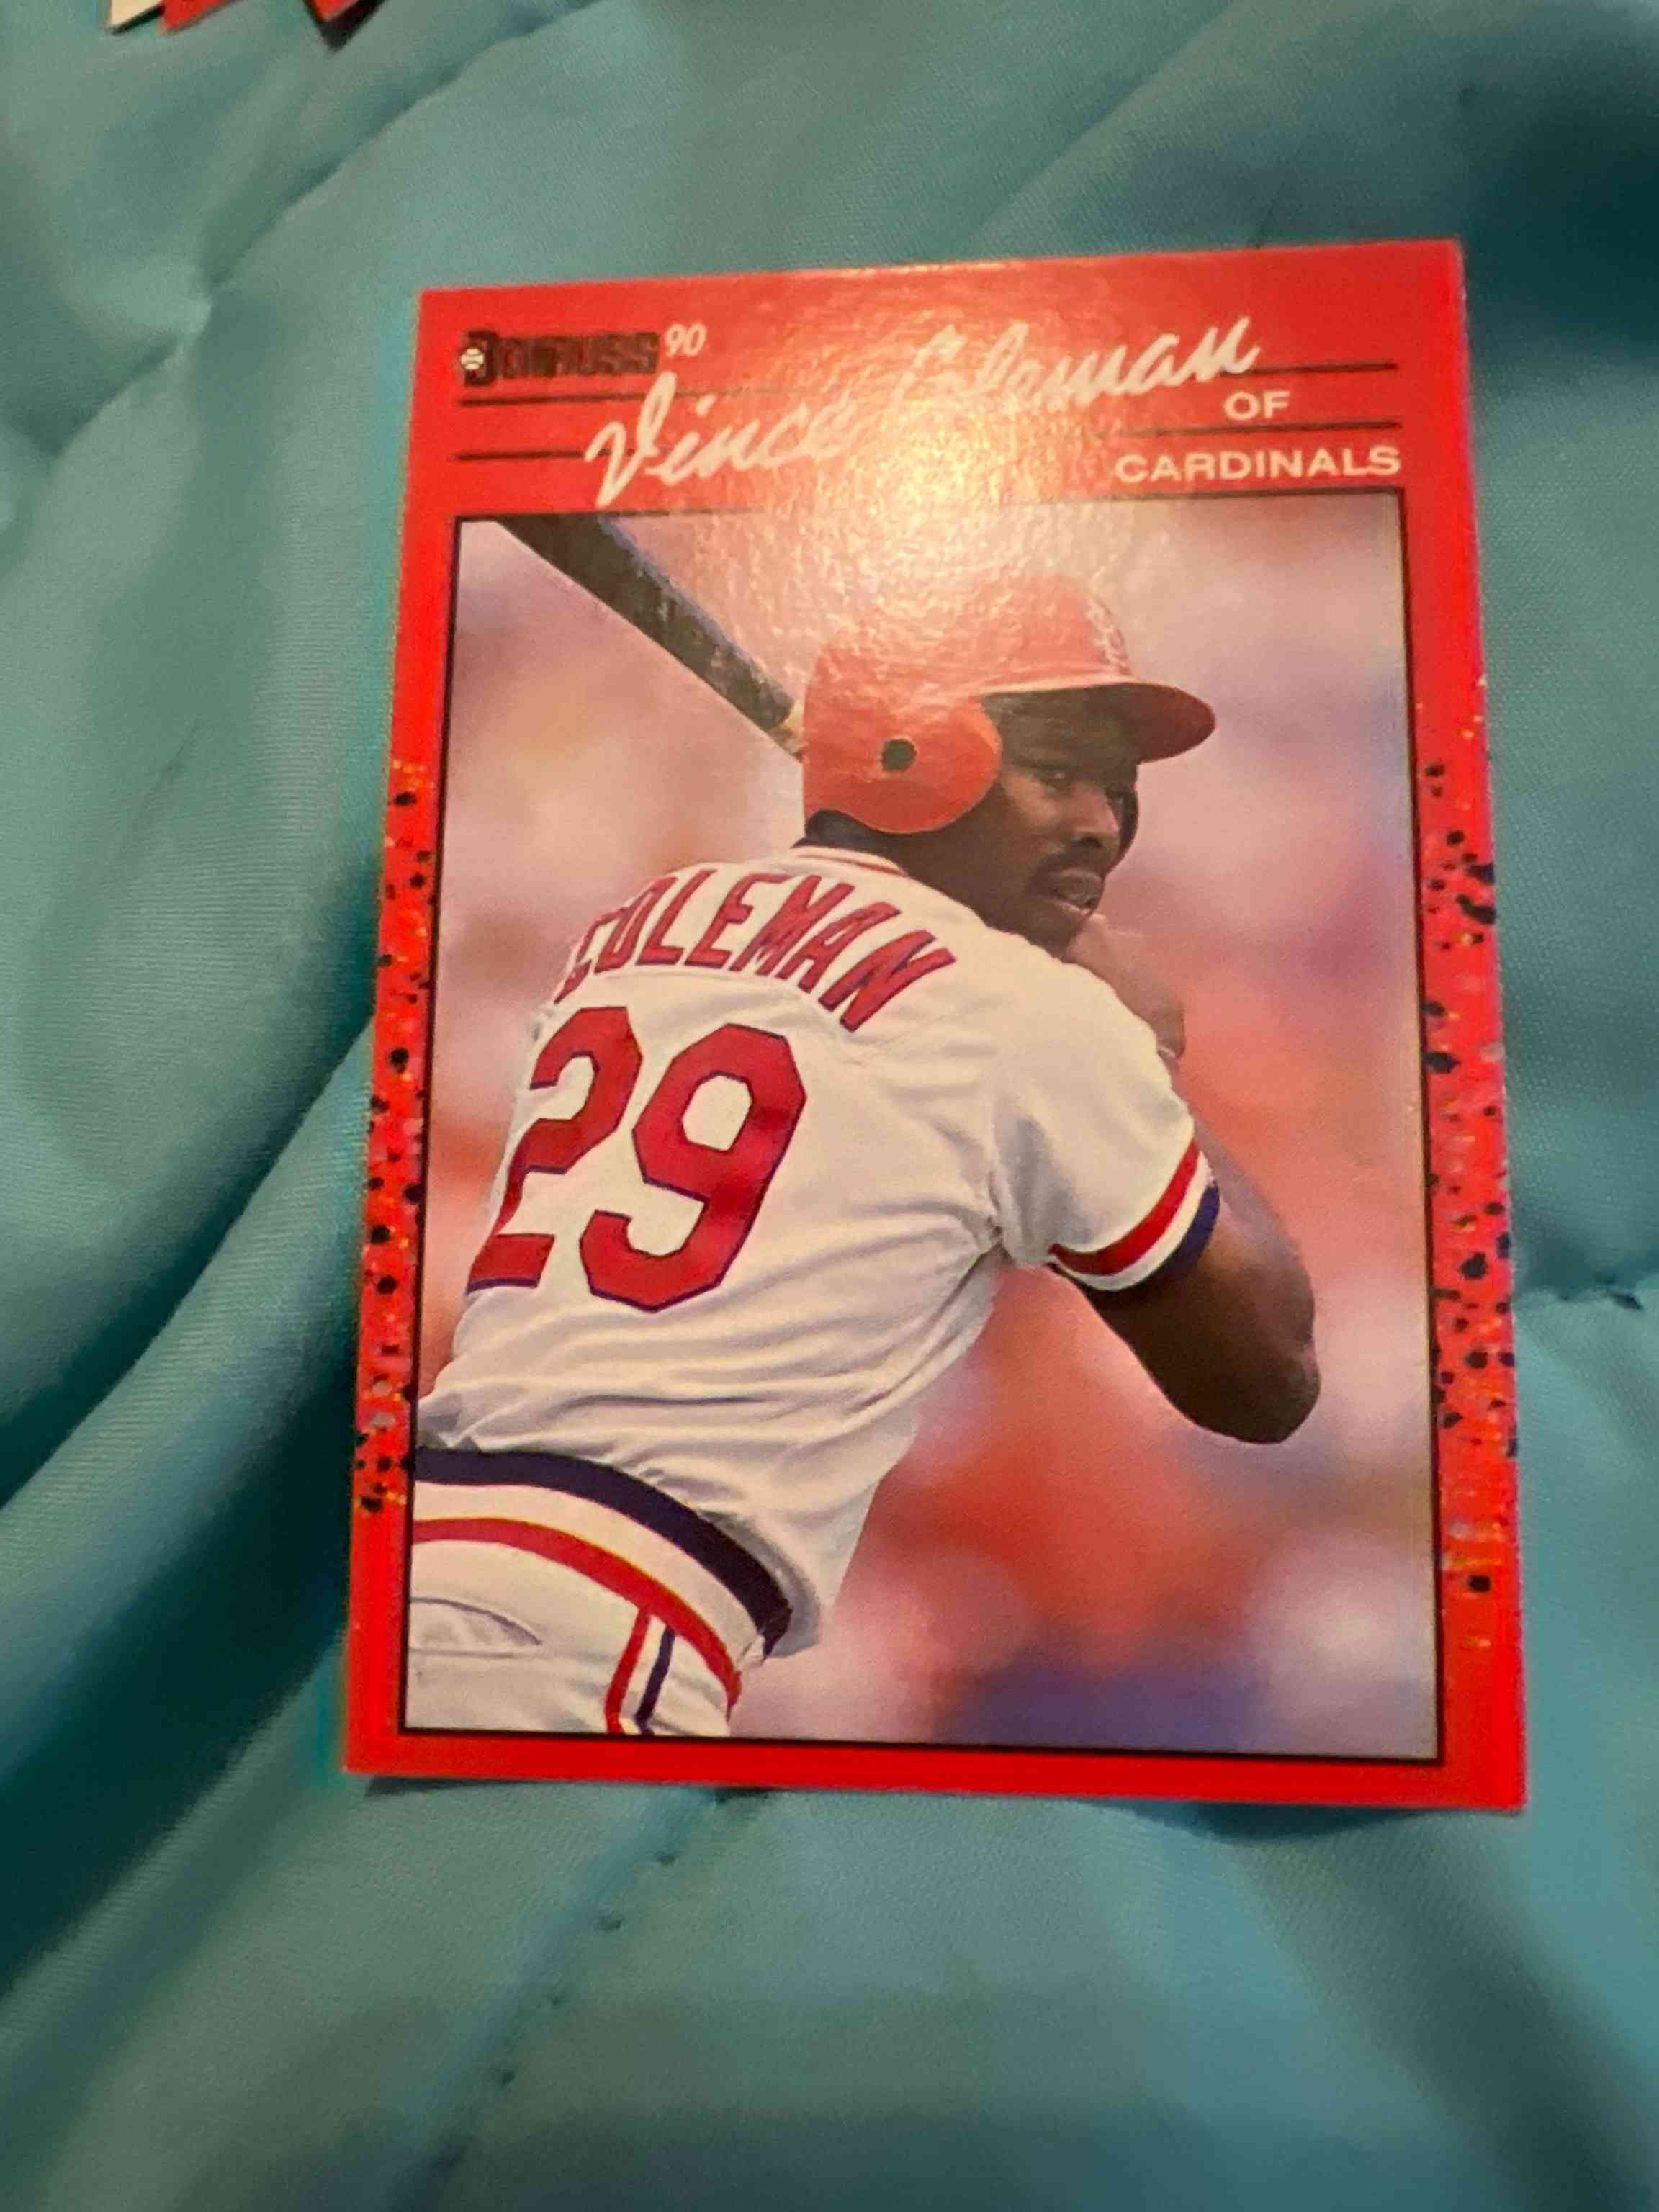 DONRUSS 90
Vince Coleman
OF
CARDINALS
COLEMAN
29